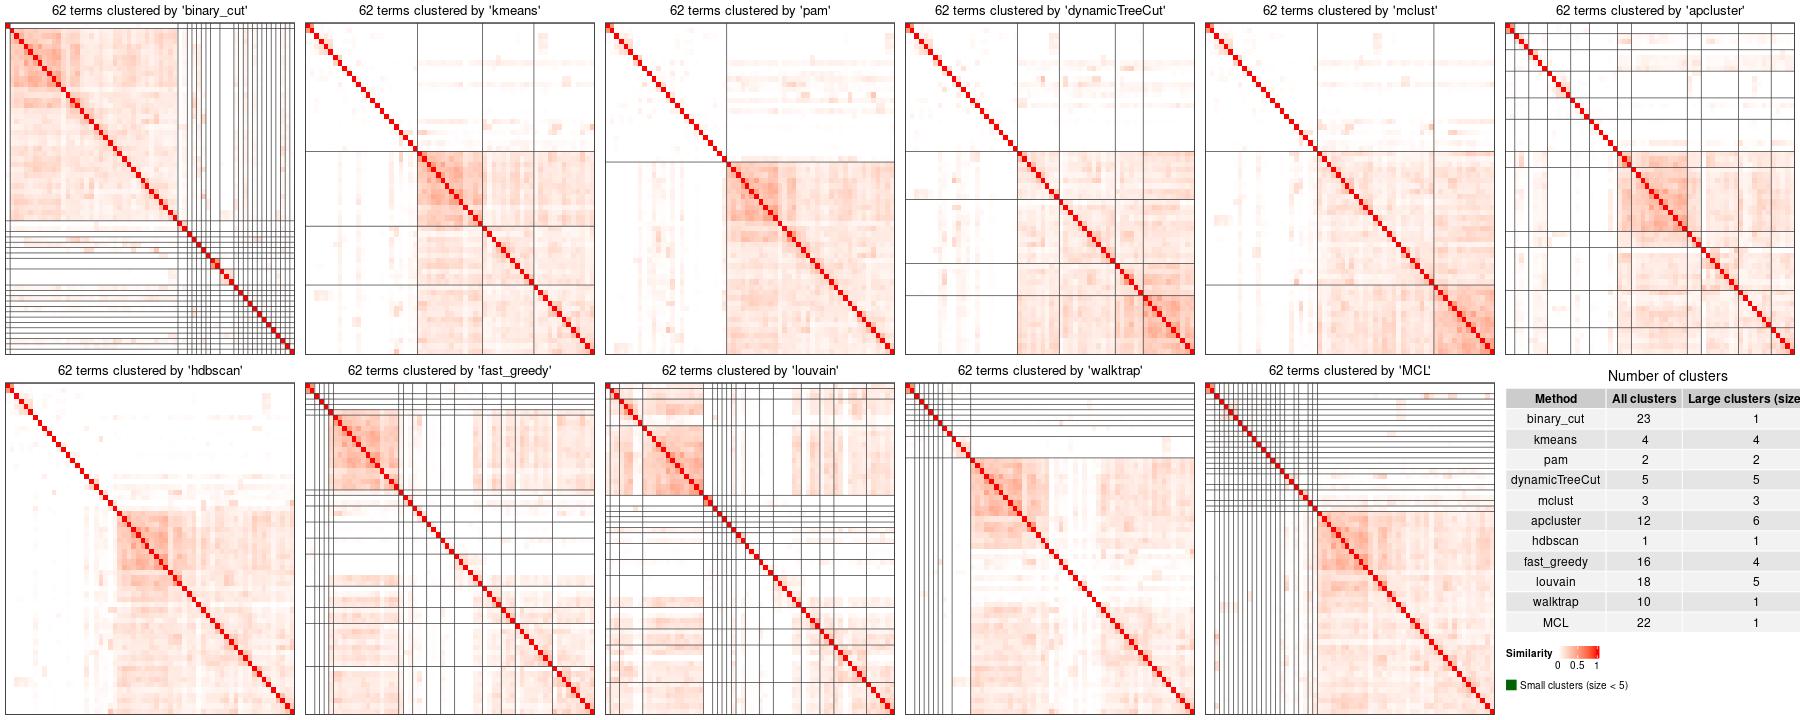 62 terms clustered by 'binary_cut'
62 terms clustered by 'kmeans'
62 terms clustered by 'pam'
62 terms clustered by 'dynamicTreeCut'
62 terms clustered by 'mclust'
62 terms clustered by 'apcluster'
62 terms clustered by 'hdbscan'
62 terms clustered by 'fast_greedy'
62 terms clustered by 'louvain'
62 terms clustered by 'walktrap'
62 terms clustered by 'MCL'
Number of clusters
Method All clusters Large clusters (size
binary_cut 23 1
kmeans 4 4
pam 2 2
dynamicTreeCut 5 5
mclust 3 3
apcluster 12 6
hdbscan 1 1
fast_greedy 16 4
louvain 18 5
walktrap 10 1
MCL 22 1
Similarity
0 0.5 1
Small clusters (size < 5)